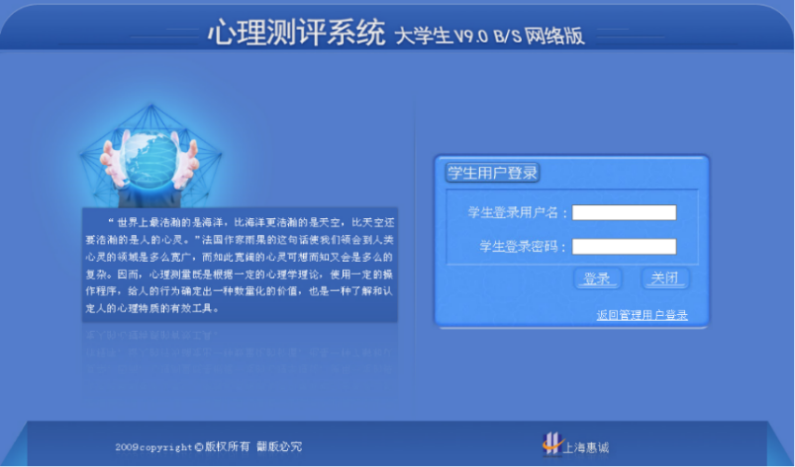 心理测评系统 大学生V9.0 B/S 网络版
学生用户登录
“世界上最浩瀚的是海洋，比海洋更浩瀚的是天空，比天空还
要浩瀚的是人的心灵。”法国作家雨果的这句话使我们领会到人类
心灵的领域是多么宽广，而如此宽阔的心灵可想而知又会是多么的
复杂。因而，心理测量既是根据一定的心理学理论，使用一定的操
作程序，给人的行为确定出一种数量化的价值，也是一种了解和认
定人的心理特质的有效工具。
学生登录用户名：
学生登录密码：
登录 关闭
返回管理用户登录
2009copyright©版权所有 翻版必究
上海惠诚